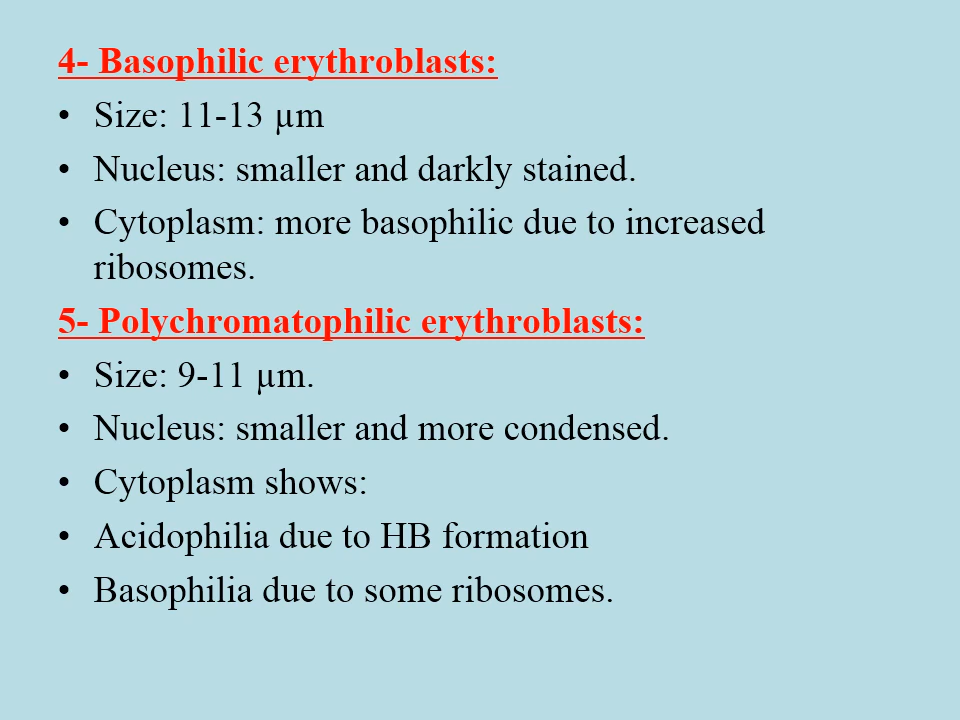 4- Basophilic erythroblasts:
• Size: 11-13 µm
• Nucleus: smaller and darkly stained.
• Cytoplasm: more basophilic due to increased
ribosomes.
5- Polychromatophilic erythroblasts:
• Size: 9-11 µm.
• Nucleus: smaller and more condensed.
• Cytoplasm shows:
• Acidophilia due to HB formation
• Basophilia due to some ribosomes.